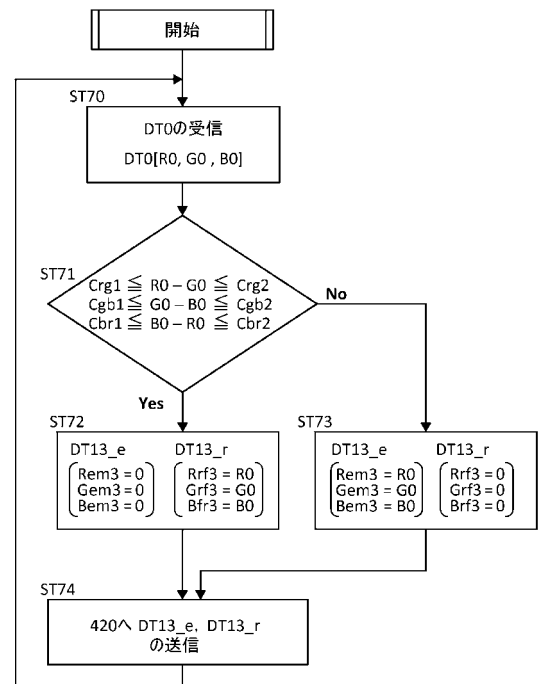 開始
ST70
DT0の受信
DT0[R0, G0 , B0]
ST71
Crg1 ≦ R0 − G0 ≦ Crg2
Cgb1≦ G0 − B0 ≦ Cgb2
Cbr1 ≦ B0 − R0 ≦ Cbr2
No
Yes
ST72
DT13_e DT13_r
Rem3 = 0 Rrf3 = R0
Gem3 = 0 Grf3 = G0
Bem3 = 0 Bfr3 = B0
ST73
DT13_e DT13_r
Rem3 = R0 Rrf3 = 0
Gem3 = G0 Grf3 = 0
Bem3 = B0 Brf3 = 0
ST74
420へ DT13_e, DT13_r
の送信